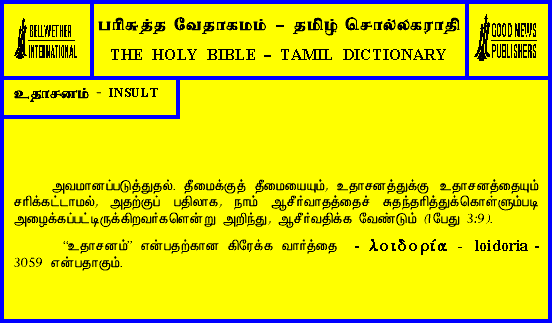 BELLWETHER
INTERNATIONAL
பரிசுத்த வேதாகமம் – தமிழ் சொல்லகராதி
THE HOLY BIBLE – TAMIL DICTIONARY
GOOD NEWS
PUBLISHERS
உதாசனம் - INSULT
அவமானப்படுத்துதல். தீமைக்குத் தீமையையும், உதாசனத்துக்கு உதாசனத்தையும்
சரிக்கட்டாமல், அதற்குப் பதிலாக, நாம் ஆசீர்வாதத்தைச் சுதந்தரித்துக்கொள்ளும்படி
அழைக்கப்பட்டிருக்கிறவர்களென்று அறிந்து, ஆசீர்வதிக்க வேண்டும் (1பேது 3:9).
“உதாசனம்” என்பதற்கான கிரேக்க வார்த்தை - λοιδορία - loidoria -
3059 என்பதாகும்.